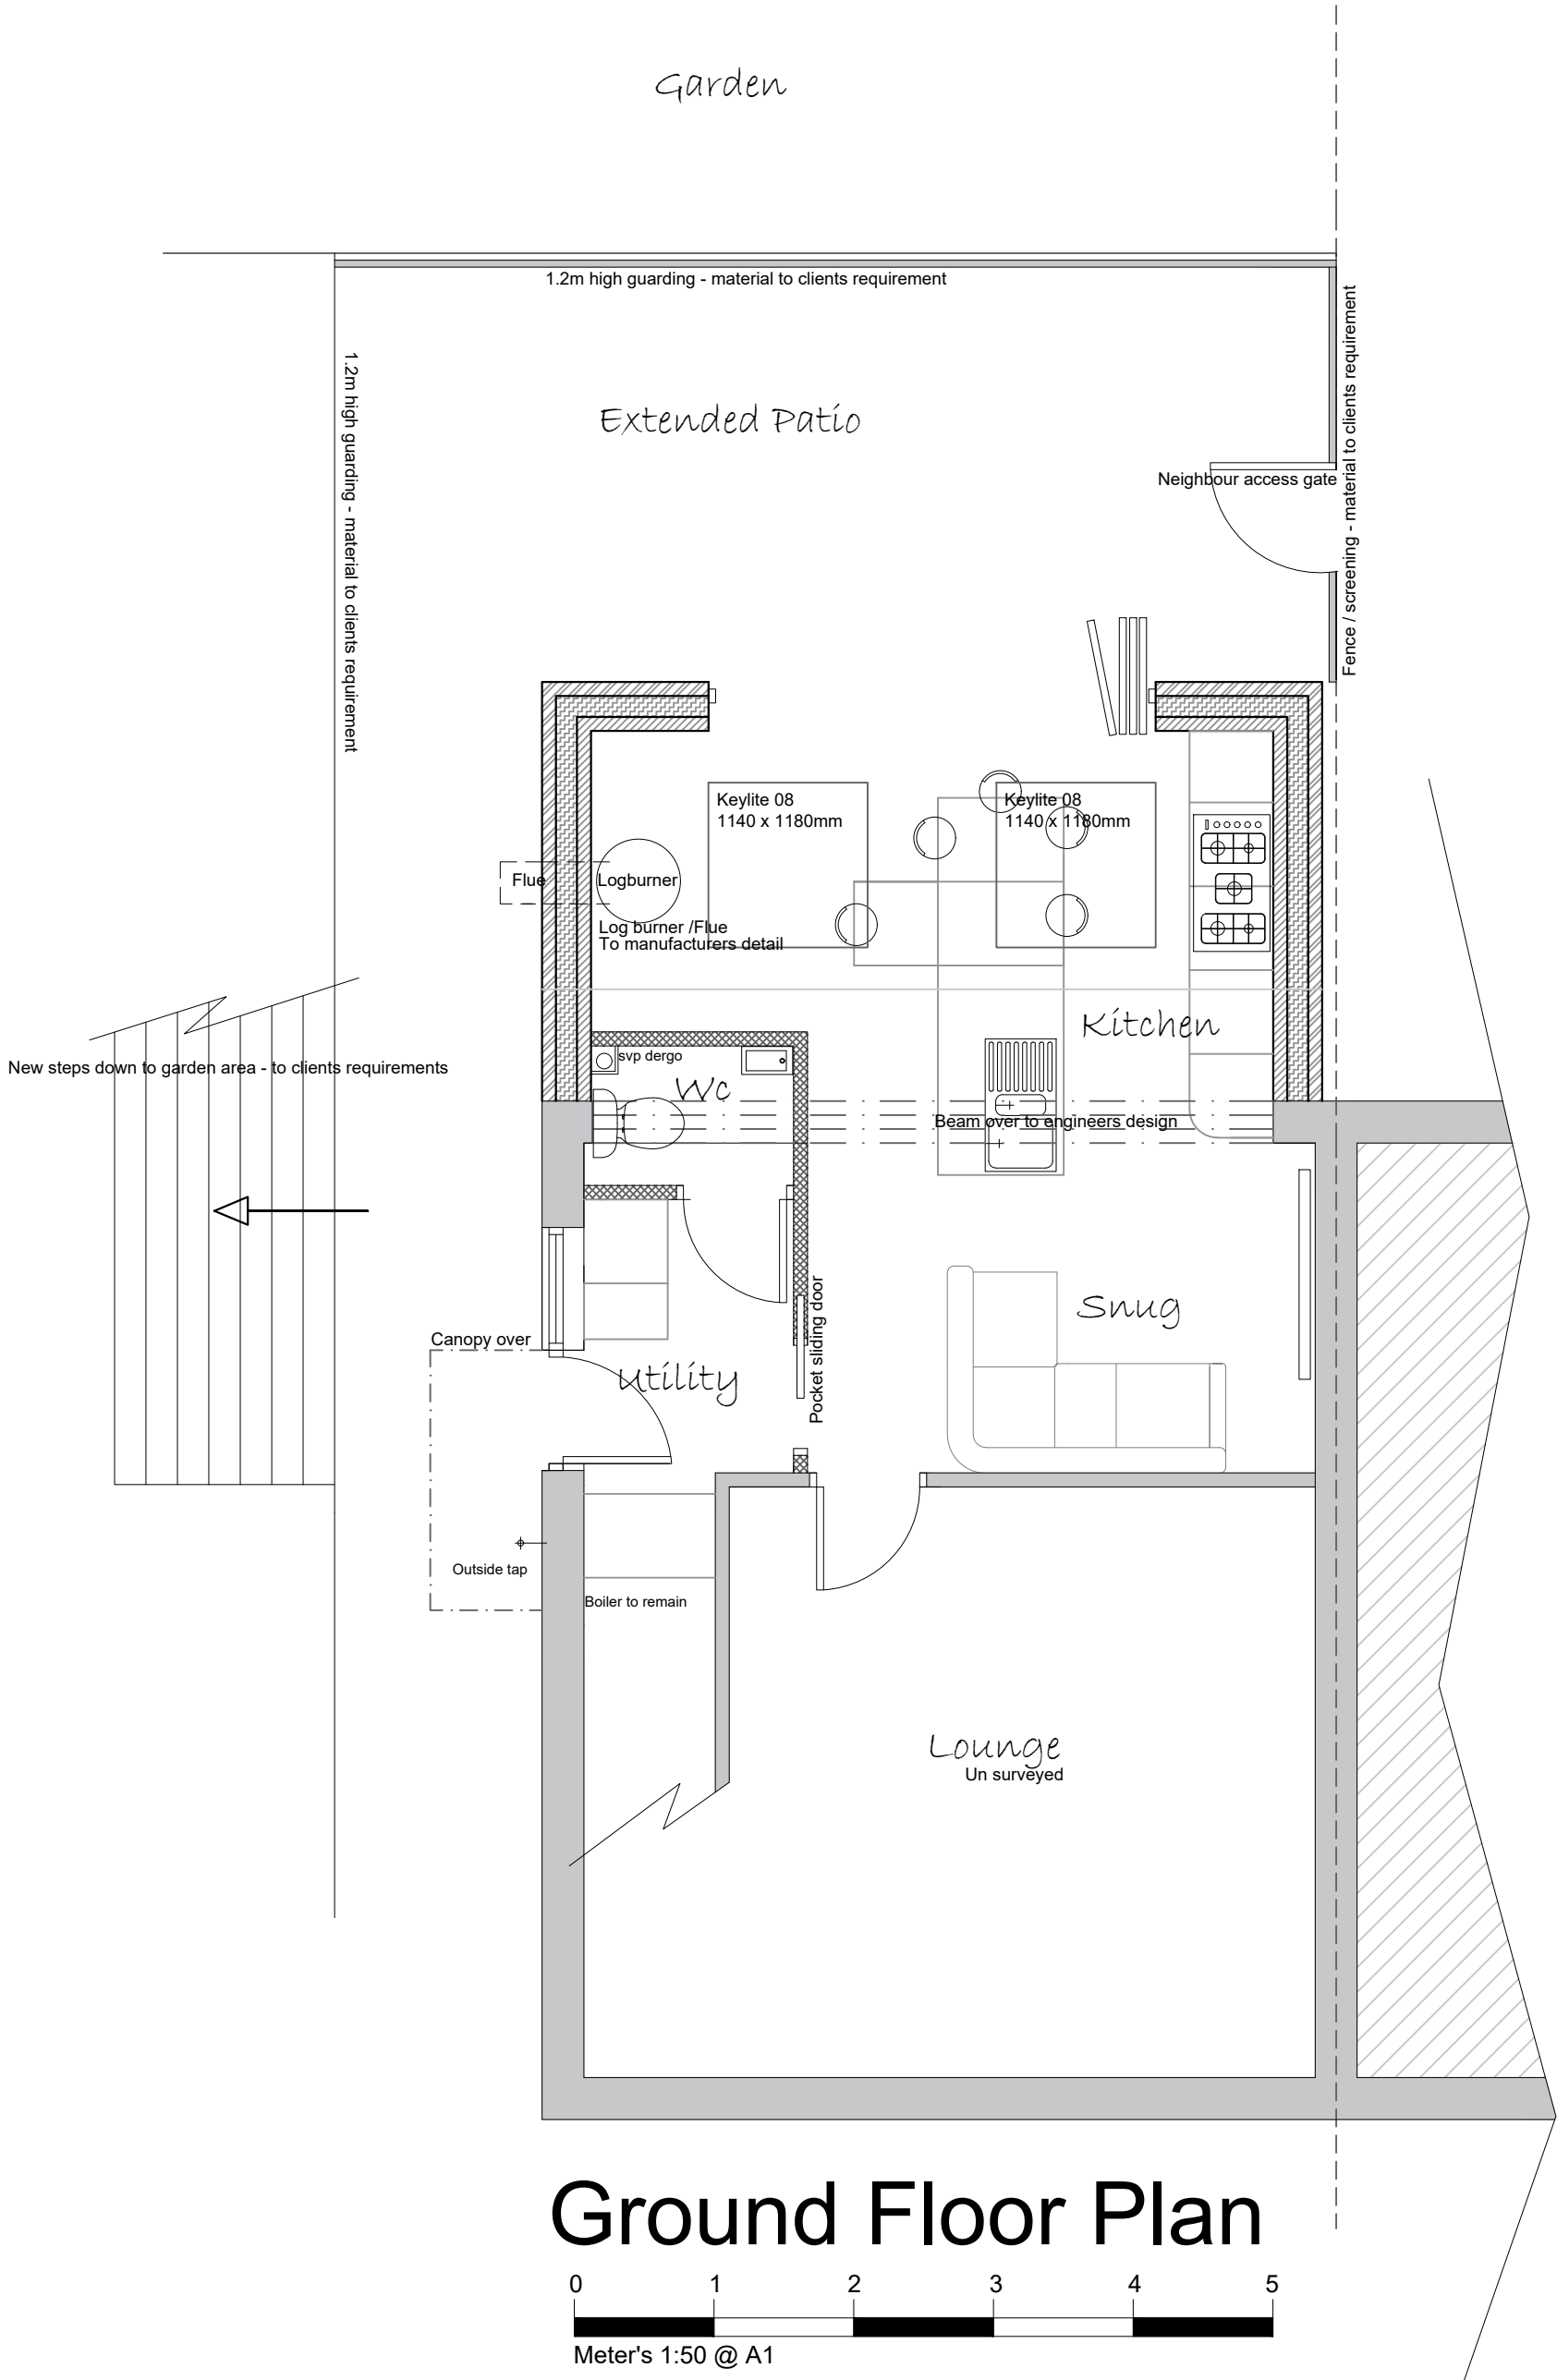 Garden
1.2m high guarding - material to clients requirement
1.2m high guarding - material to clients requirement
Fence / screening - material to clients requirement
Extended Patio
Neighbour access gate
Keylite 08
1140 x 1180mm
Keylite 08
1140 x 1180mm
Flue
Logburner
Log burner /Flue
To manufacturers detail
Kitchen
svp dergo
Wc
New steps down to garden area - to clients requirements
Beam over to engineers design
Pocket sliding door
Snug
Canopy over
Utility
Outside tap
Boiler to remain
Lounge
Un surveyed
Ground Floor Plan
0 1 2 3 4 5
Meter's 1:50 @ A1